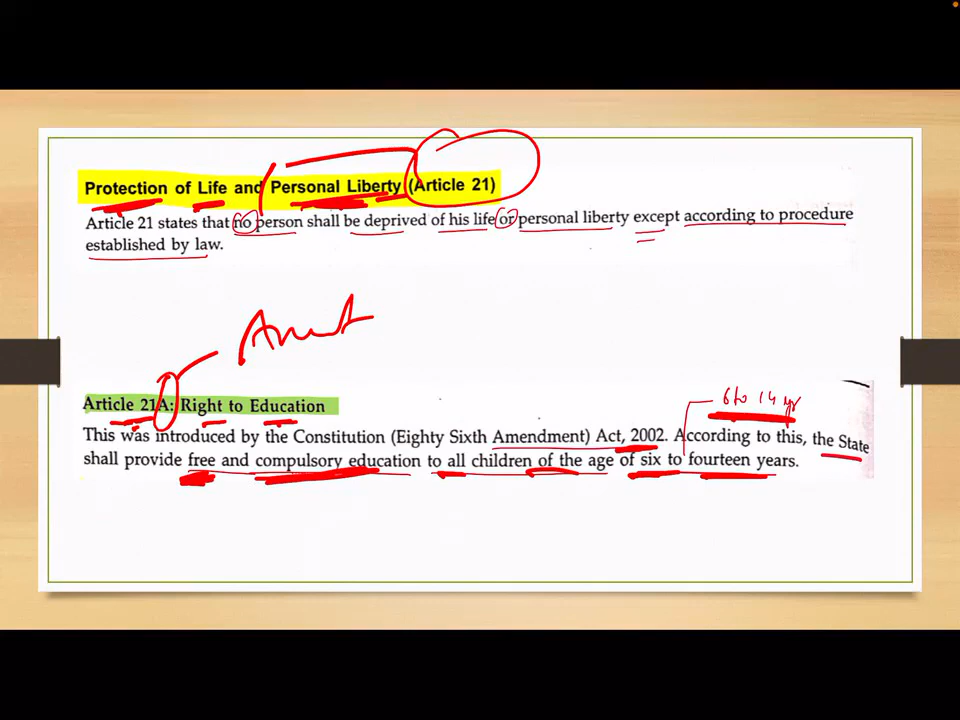 Protection of Life and Personal Liberty (Article 21)
Article 21 states that no person shall be deprived of his life or personal liberty except according to procedure
established by law.
Amet
Article 21A: Right to Education
6 to 14 yr
This was introduced by the Constitution (Eighty Sixth Amendment) Act, 2002. According to this, the State
shall provide free and compulsory education to all children of the age of six to fourteen years.